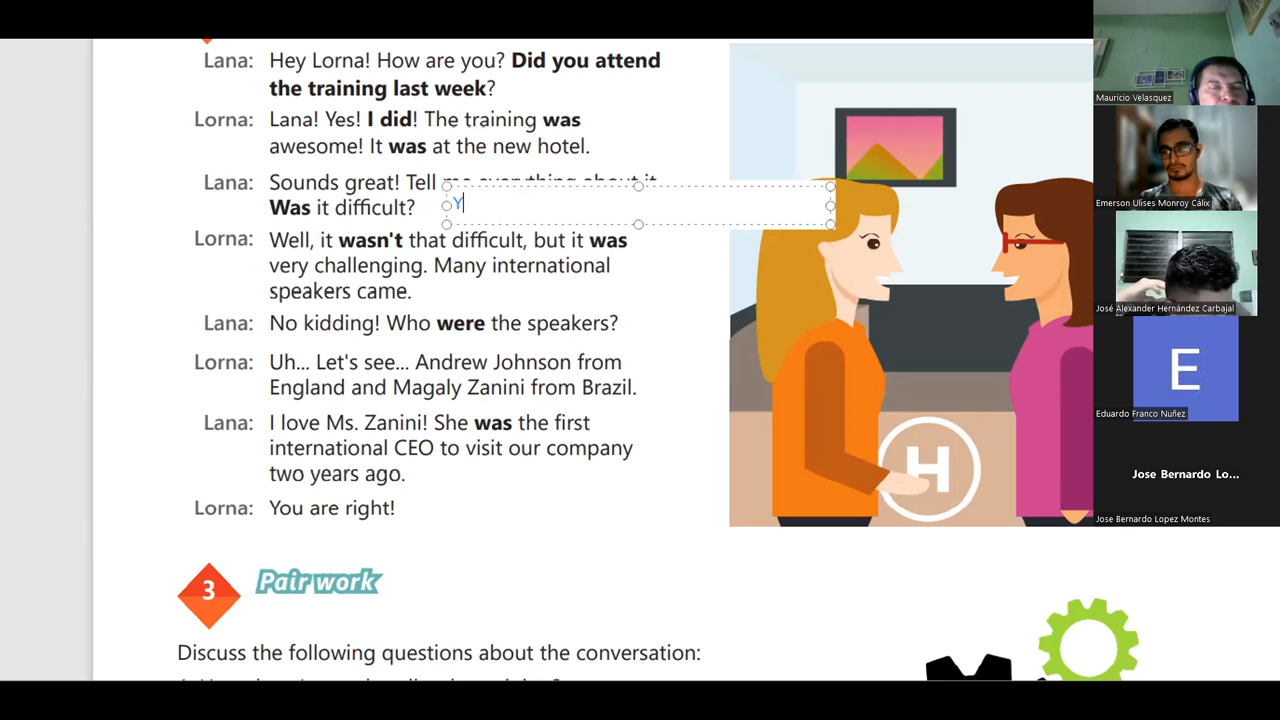 Lana: Hey Lorna! How are you? Did you attend
the training last week?
Lorna: Lana! Yes! I did! The training was
awesome! It was at the new hotel.
Lana: Sounds great! Tell me everything about it.
Was it difficult? Y
Lorna: Well, it wasn't that difficult, but it was
very challenging. Many international
speakers came.
Lana: No kidding! Who were the speakers?
Lorna: Uh... Let's see... Andrew Johnson from
England and Magaly Zanini from Brazil.
Lana: I love Ms. Zanini! She was the first
international CEO to visit our company
two years ago.
Lorna: You are right!
H
3 Pair work
Discuss the following questions about the conversation:
Mauricio Velasquez
Emerson Ulises Monroy Cálix
José Alexander Hernández Carbajal
E
Eduardo Franco Nuñez
Jose Bernardo Lo...
Jose Bernardo Lopez Montes